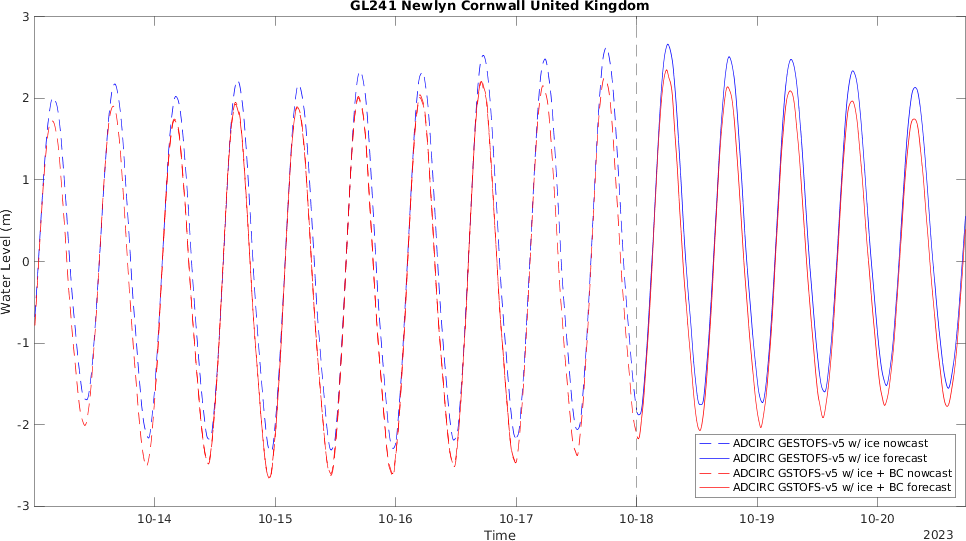 GL241 Newlyn Cornwall United Kingdom
3
2
1
0
-1
-2
-3
Water Level (m)
ADCIRC GESTOFS-v5 w/ ice nowcast
ADCIRC GESTOFS-v5 w/ ice forecast
ADCIRC GSTOFS-v5 w/ ice + BC nowcast
ADCIRC GSTOFS-v5 w/ ice + BC forecast
10-14 10-15 10-16 10-17 10-18 10-19 10-20
Time
2023